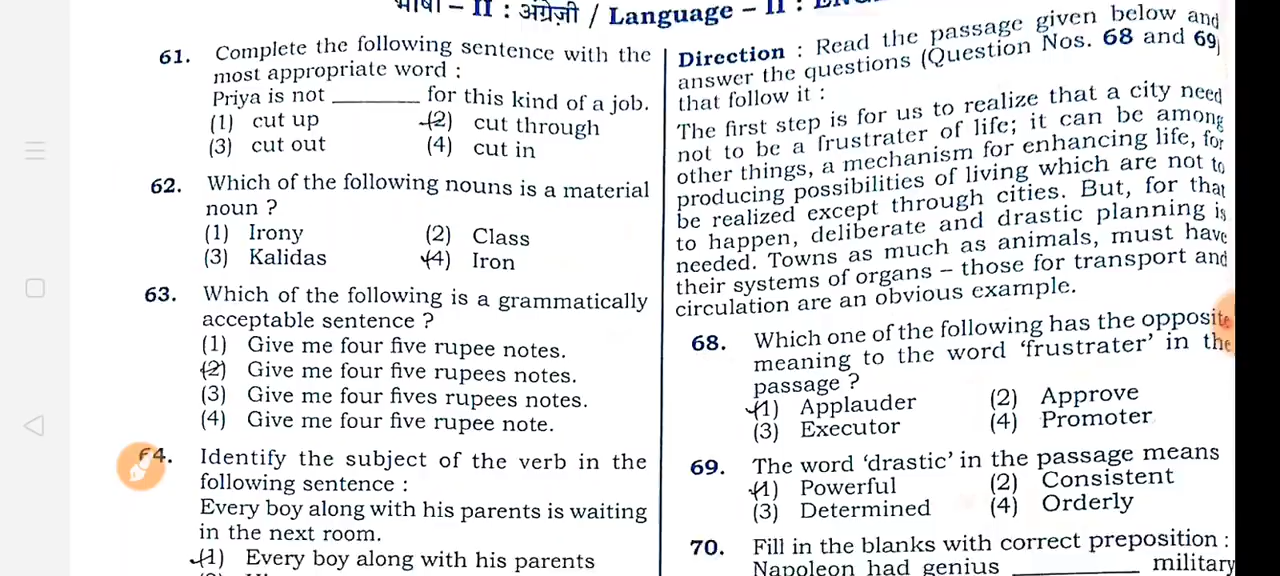 भाषा – II : अंग्रेज़ी / Language – II :
61. Complete the following sentence with the
most appropriate word :
Priya is not ________ for this kind of a job.
(1) cut up (2) cut through
(3) cut out (4) cut in
62. Which of the following nouns is a material
noun ?
(1) Irony (2) Class
(3) Kalidas (4) Iron
63. Which of the following is a grammatically
acceptable sentence ?
(1) Give me four five rupee notes.
(2) Give me four five rupees notes.
(3) Give me four fives rupees notes.
(4) Give me four five rupee note.
64. Identify the subject of the verb in the
following sentence :
Every boy along with his parents is waiting
in the next room.
(1) Every boy along with his parents
Direction : Read the passage given below and
answer the questions (Question Nos. 68 and 69)
that follow it :
The first step is for us to realize that a city need
not to be a frustrater of life; it can be among
other things, a mechanism for enhancing life, for
producing possibilities of living which are not to
be realized except through cities. But, for that
to happen, deliberate and drastic planning is
needed. Towns as much as animals, must have
their systems of organs – those for transport and
circulation are an obvious example.
68. Which one of the following has the opposite
meaning to the word ‘frustrater’ in the
passage ?
(1) Applauder (2) Approve
(3) Executor (4) Promoter
69. The word ‘drastic’ in the passage means
(1) Powerful (2) Consistent
(3) Determined (4) Orderly
70. Fill in the blanks with correct preposition :
Napoleon had genius ________ military